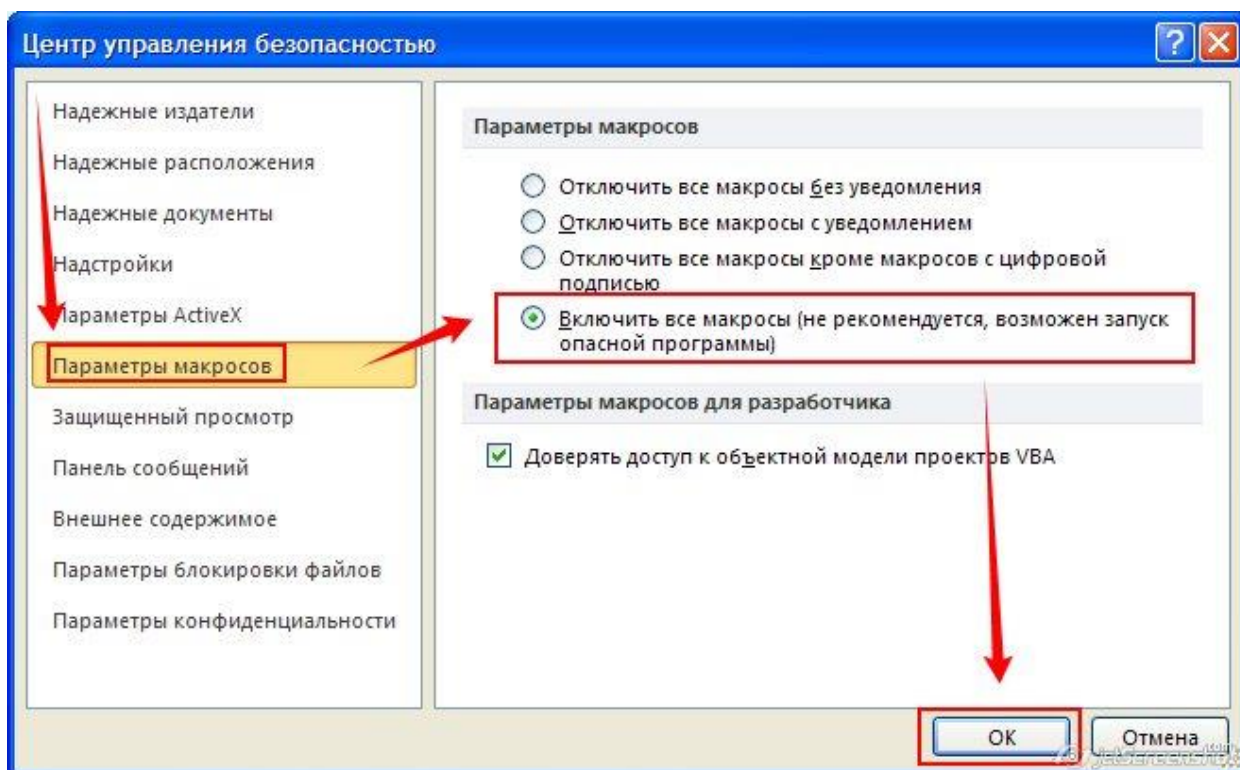 Центр управления безопасностью
Надежные издатели
Надежные расположения
Надежные документы
Надстройки
Параметры ActiveX
Параметры макросов
Защищенный просмотр
Панель сообщений
Внешнее содержимое
Параметры блокировки файлов
Параметры конфиденциальности
Параметры макросов
Отключить все макросы без уведомления
Отключить все макросы с уведомлением
Отключить все макросы кроме макросов с цифровой
подписью
Включить все макросы (не рекомендуется, возможен запуск
опасной программы)
Параметры макросов для разработчика
Доверять доступ к объектной модели проектов VBA
ОК
Отмена